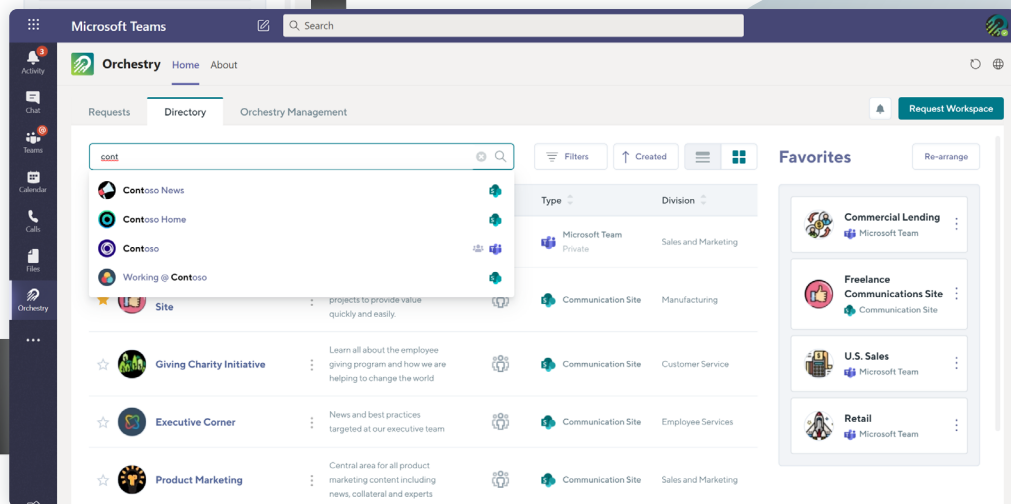 Microsoft Teams
Search
3
Activity
Chat
@
Teams
Calendar
Calls
Files
Orchestry
Orchestry
Home
About
Requests
Directory
Orchestry Management
Request Workspace
cont
Filters
Created
Contoso News
Contoso Home
Contoso
Working @ Contoso
Type
Division
Microsoft Team
Private
Sales and Marketing
Site
projects to provide value
quickly and easily.
Communication Site
Manufacturing
Giving Charity Initiative
Learn all about the employee
giving program and how we are
helping to change the world
Communication Site
Customer Service
Executive Corner
News and best practices
targeted at our executive team
Communication Site
Employee Services
Product Marketing
Central area for all product
marketing content including
news, collateral and experts
Communication Site
Sales and Marketing
Favorites
Re-arrange
Commercial Lending
Microsoft Team
Freelance
Communications Site
Communication Site
U.S. Sales
Microsoft Team
Retail
Microsoft Team